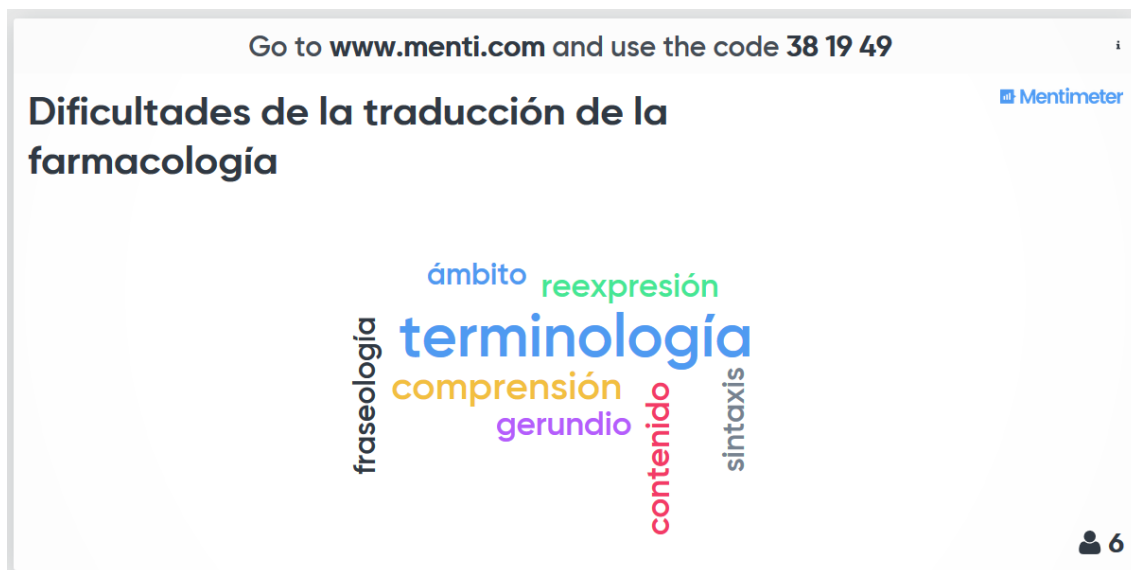 Go to www.menti.com and use the code 38 19 49
i
Mentimeter
Dificultades de la traducción de la
farmacología
ámbito
reexpresión
terminología
fraseología
comprensión
gerundio
contenido
sintaxis
6